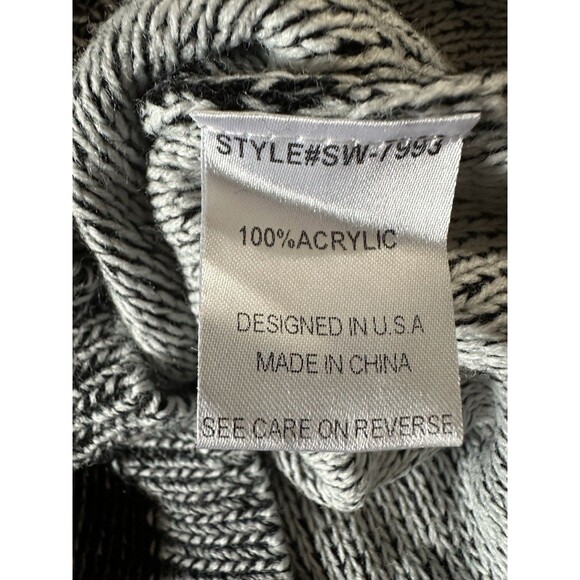 STYLE#SW-7993
100%ACRYLIC
DESIGNED IN U.S.A
MADE IN CHINA
SEE CARE ON REVERSE